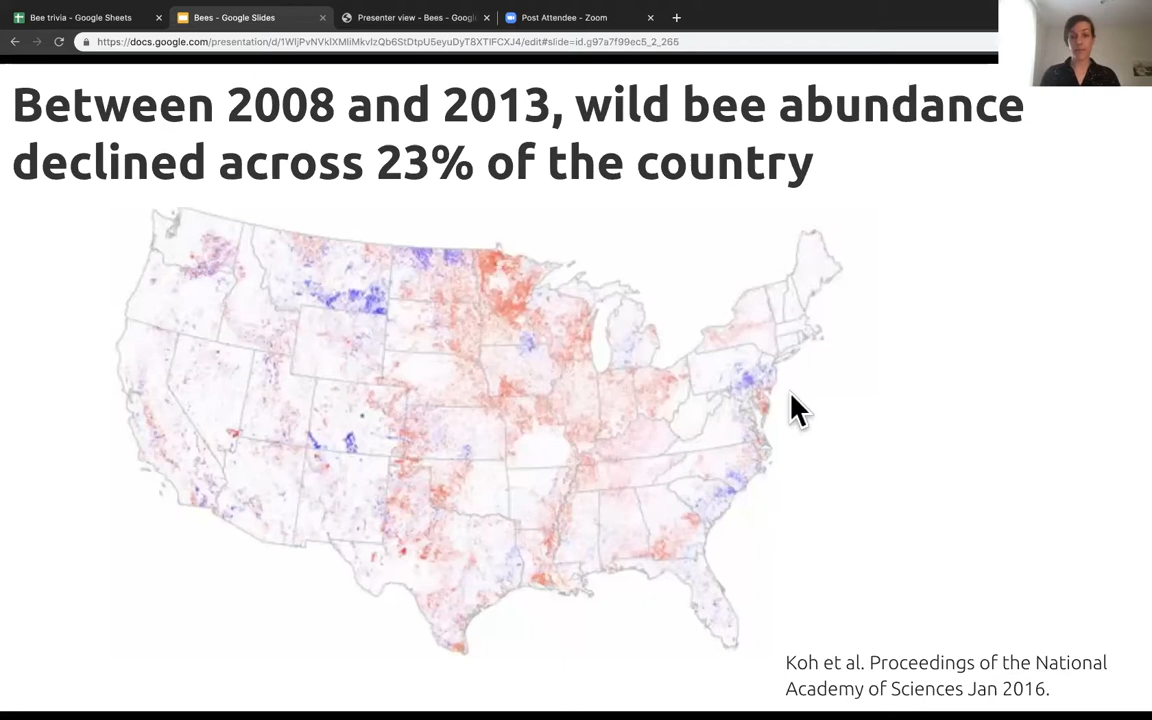 Bee trivia - Google Sheets
Bees - Google Slides
Presenter view - Bees - Goog
Post Attendee - Zoom
Between 2008 and 2013, wild bee abundance
declined across 23% of the country
Koh et al. Proceedings of the National
Academy of Sciences Jan 2016.